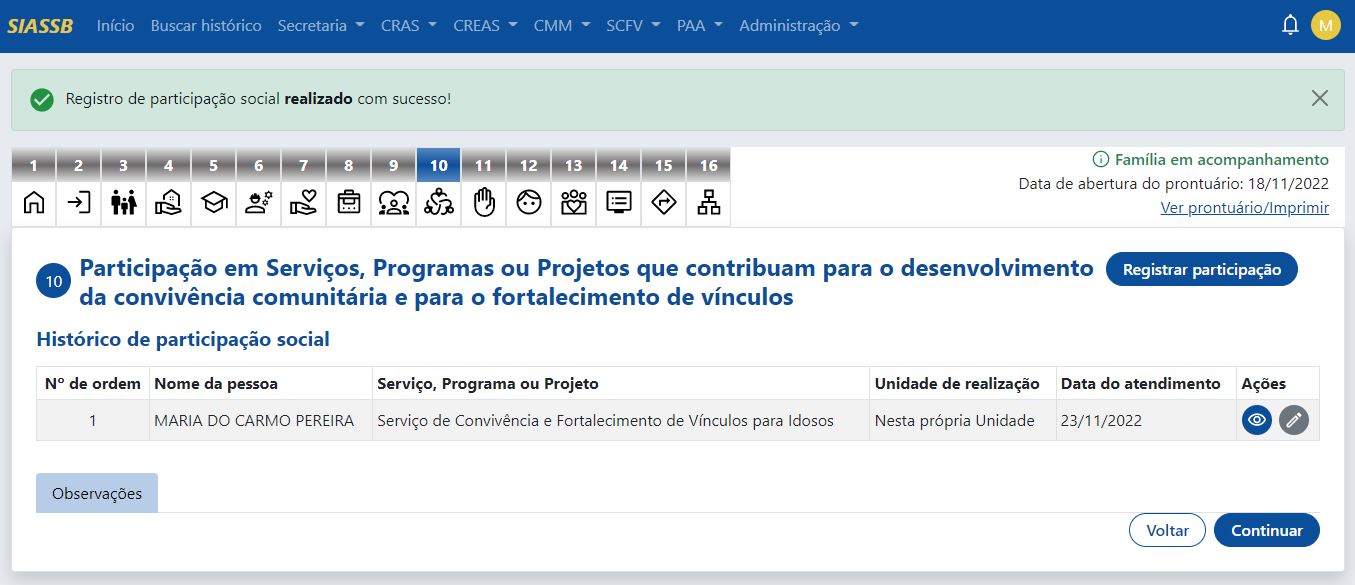 SIASSB Início Buscar histórico Secretaria CRAS CREAS CMM SCFV PAA Administração M
Registro de participação social realizado com sucesso!
1 2 3 4 5 6 7 8 9 10 11 12 13 14 15 16
Família em acompanhamento
Data de abertura do prontuário: 18/11/2022
Ver prontuário/Imprimir
10 Participação em Serviços, Programas ou Projetos que contribuam para o desenvolvimento
da convivência comunitária e para o fortalecimento de vínculos
Registrar participação
Histórico de participação social
Nº de ordem Nome da pessoa Serviço, Programa ou Projeto Unidade de realização Data do atendimento Ações
1 MARIA DO CARMO PEREIRA Serviço de Convivência e Fortalecimento de Vínculos para Idosos Nesta própria Unidade 23/11/2022
Observações
Voltar Continuar